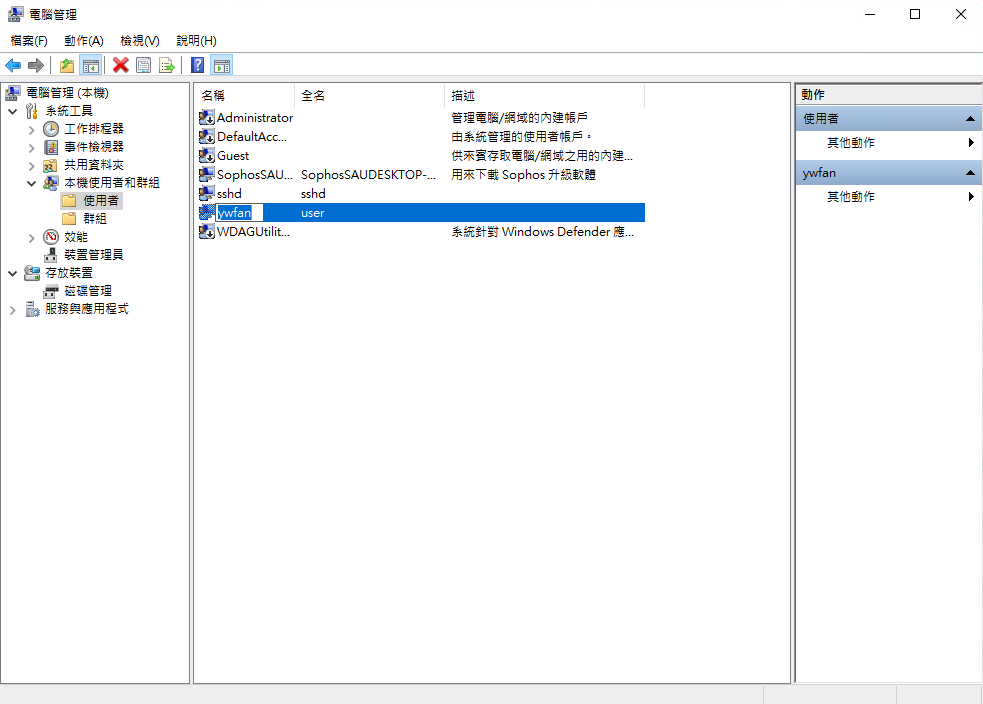 電腦管理
檔案(F) 動作(A) 檢視(V) 說明(H)
電腦管理 (本機)
系統工具
工作排程器
事件檢視器
共用資料夾
本機使用者和群組
使用者
群組
效能
裝置管理員
存放裝置
磁碟管理
服務與應用程式
名稱 全名 描述
Administrator 管理電腦/網域的內建帳戶
DefaultAcc... 由系統管理的使用者帳戶。
Guest 供來賓存取電腦/網域之用的內建...
SophosSAU... SophosSAUDESKTOP-... 用來下載 Sophos 升級軟體
sshd sshd
ywfan user
WDAGUtilit... 系統針對 Windows Defender 應...
動作
使用者
其他動作
ywfan
其他動作